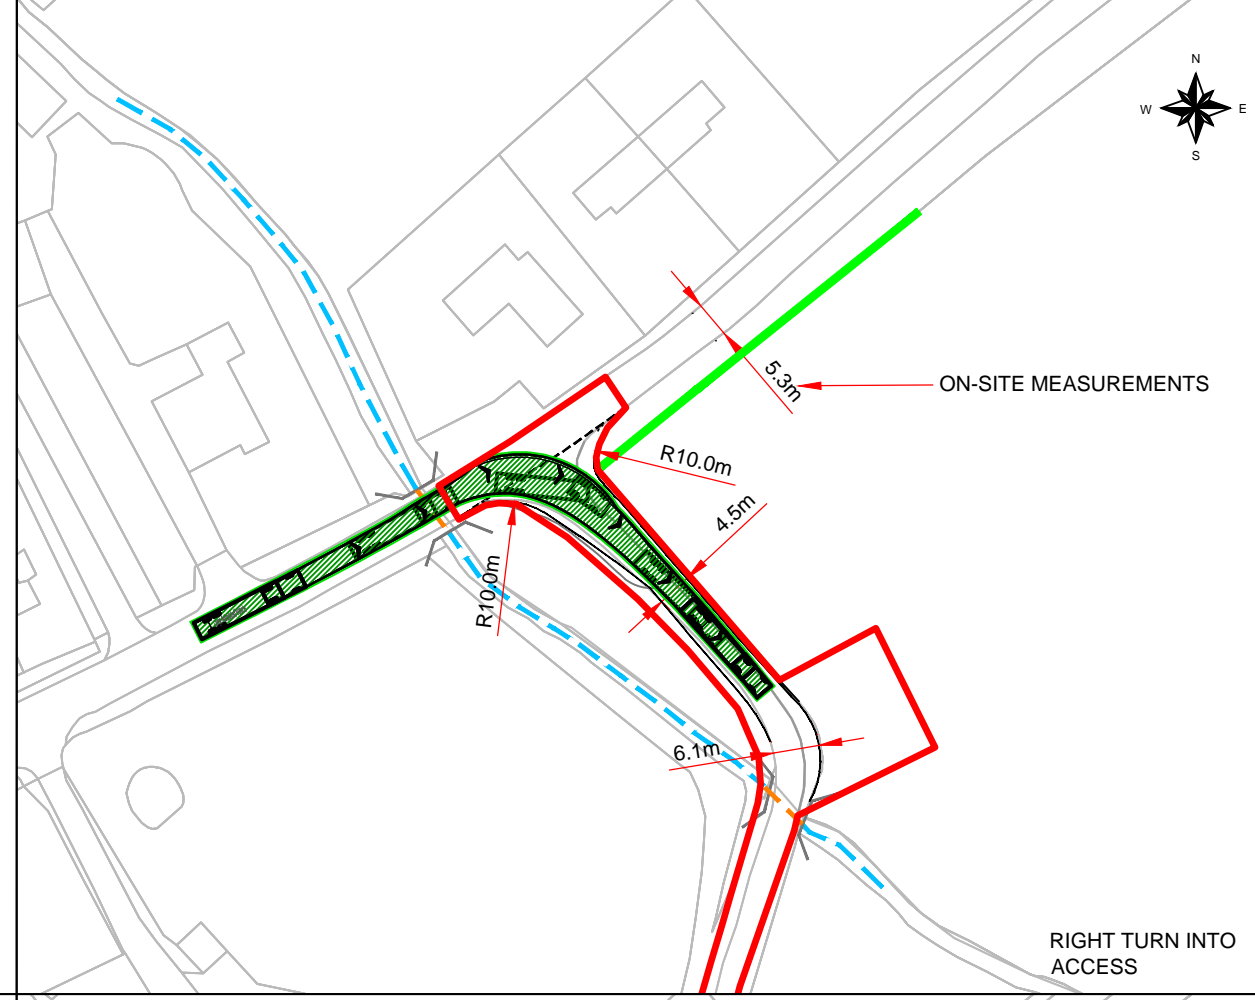 N
W
E
S
5.3m
ON-SITE MEASUREMENTS
R10.0m
4.5m
R10.0m
6.1m
RIGHT TURN INTO
ACCESS